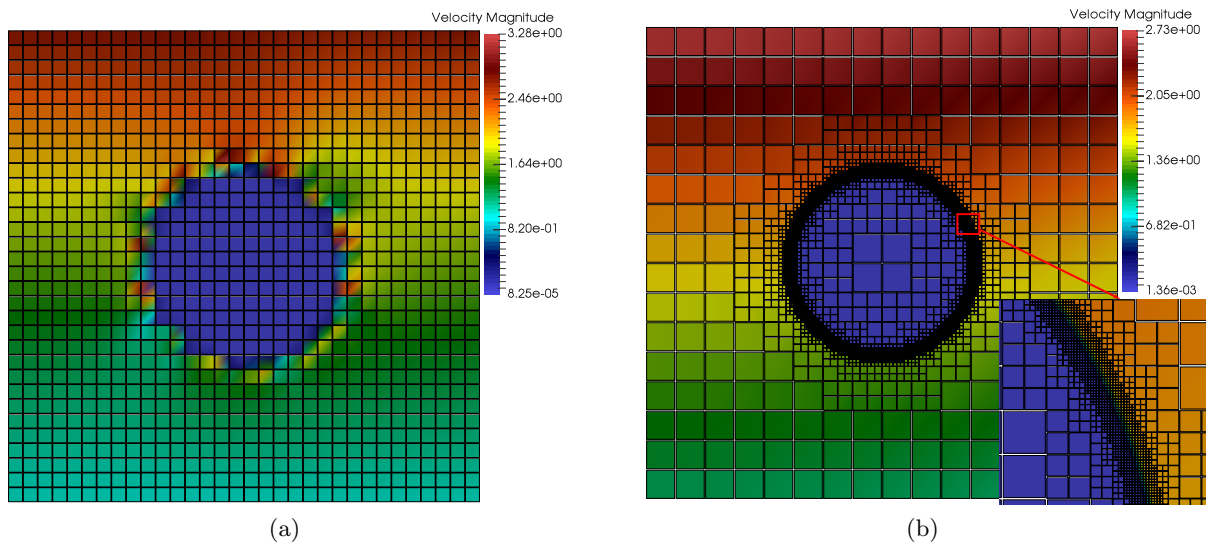 Velocity Magnitude
3.28e+00
2.46e+00
1.64e+00
8.20e-01
8.25e-05
(a)
Velocity Magnitude
2.73e+00
2.05e+00
1.36e+00
6.82e-01
1.36e-03
(b)